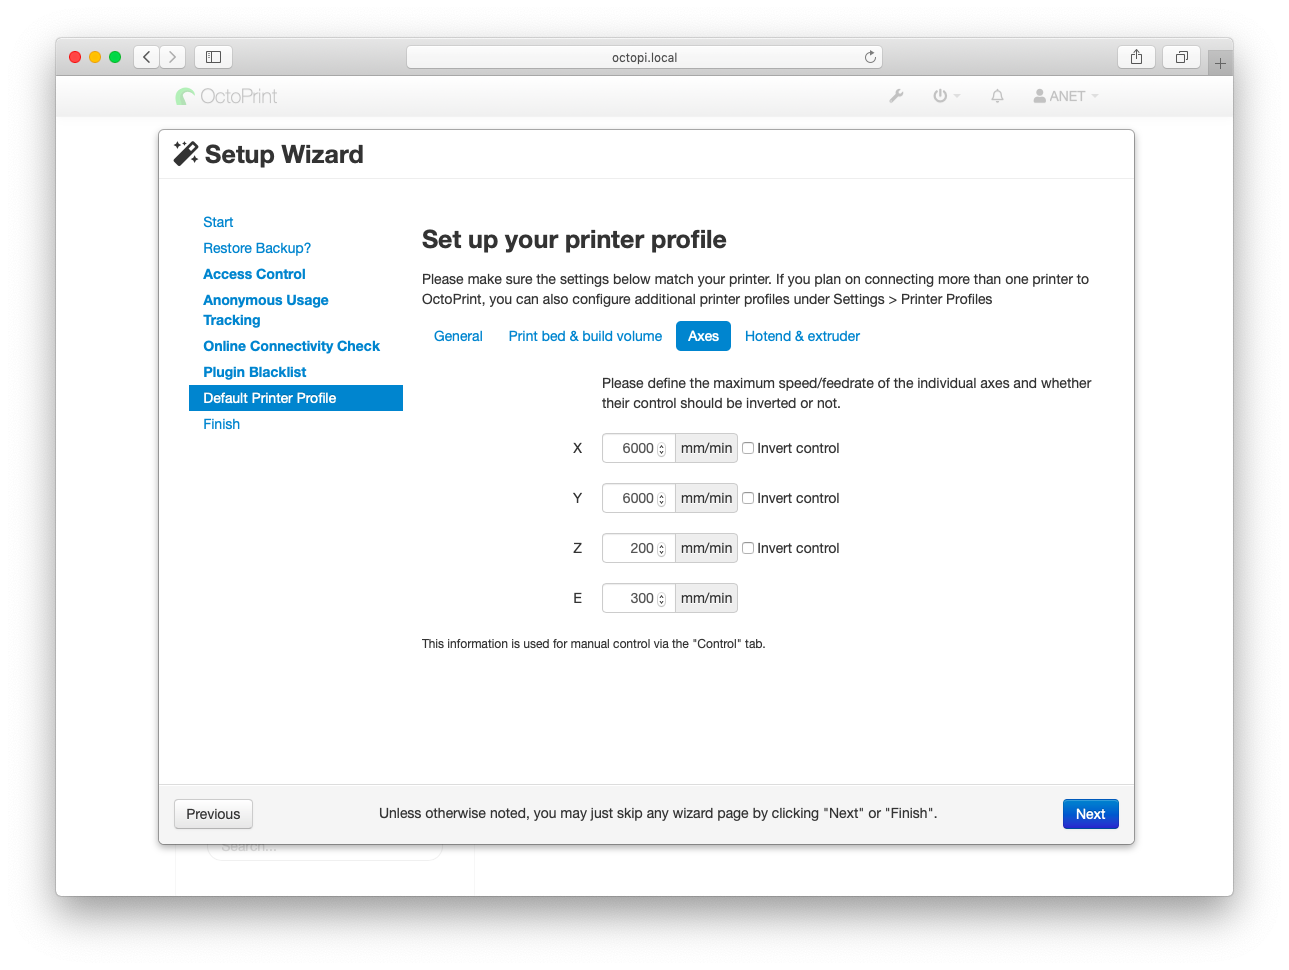 octopi.local
OctoPrint
ANET
Setup Wizard
Start
Restore Backup?
Access Control
Anonymous Usage
Tracking
Online Connectivity Check
Plugin Blacklist
Default Printer Profile
Finish
Set up your printer profile
Please make sure the settings below match your printer. If you plan on connecting more than one printer to
OctoPrint, you can also configure additional printer profiles under Settings > Printer Profiles
General Print bed & build volume Axes Hotend & extruder
Please define the maximum speed/feedrate of the individual axes and whether
their control should be inverted or not.
X 6000 mm/min Invert control
Y 6000 mm/min Invert control
Z 200 mm/min Invert control
E 300 mm/min
This information is used for manual control via the "Control" tab.
Previous Unless otherwise noted, you may just skip any wizard page by clicking "Next" or "Finish". Next
Search...